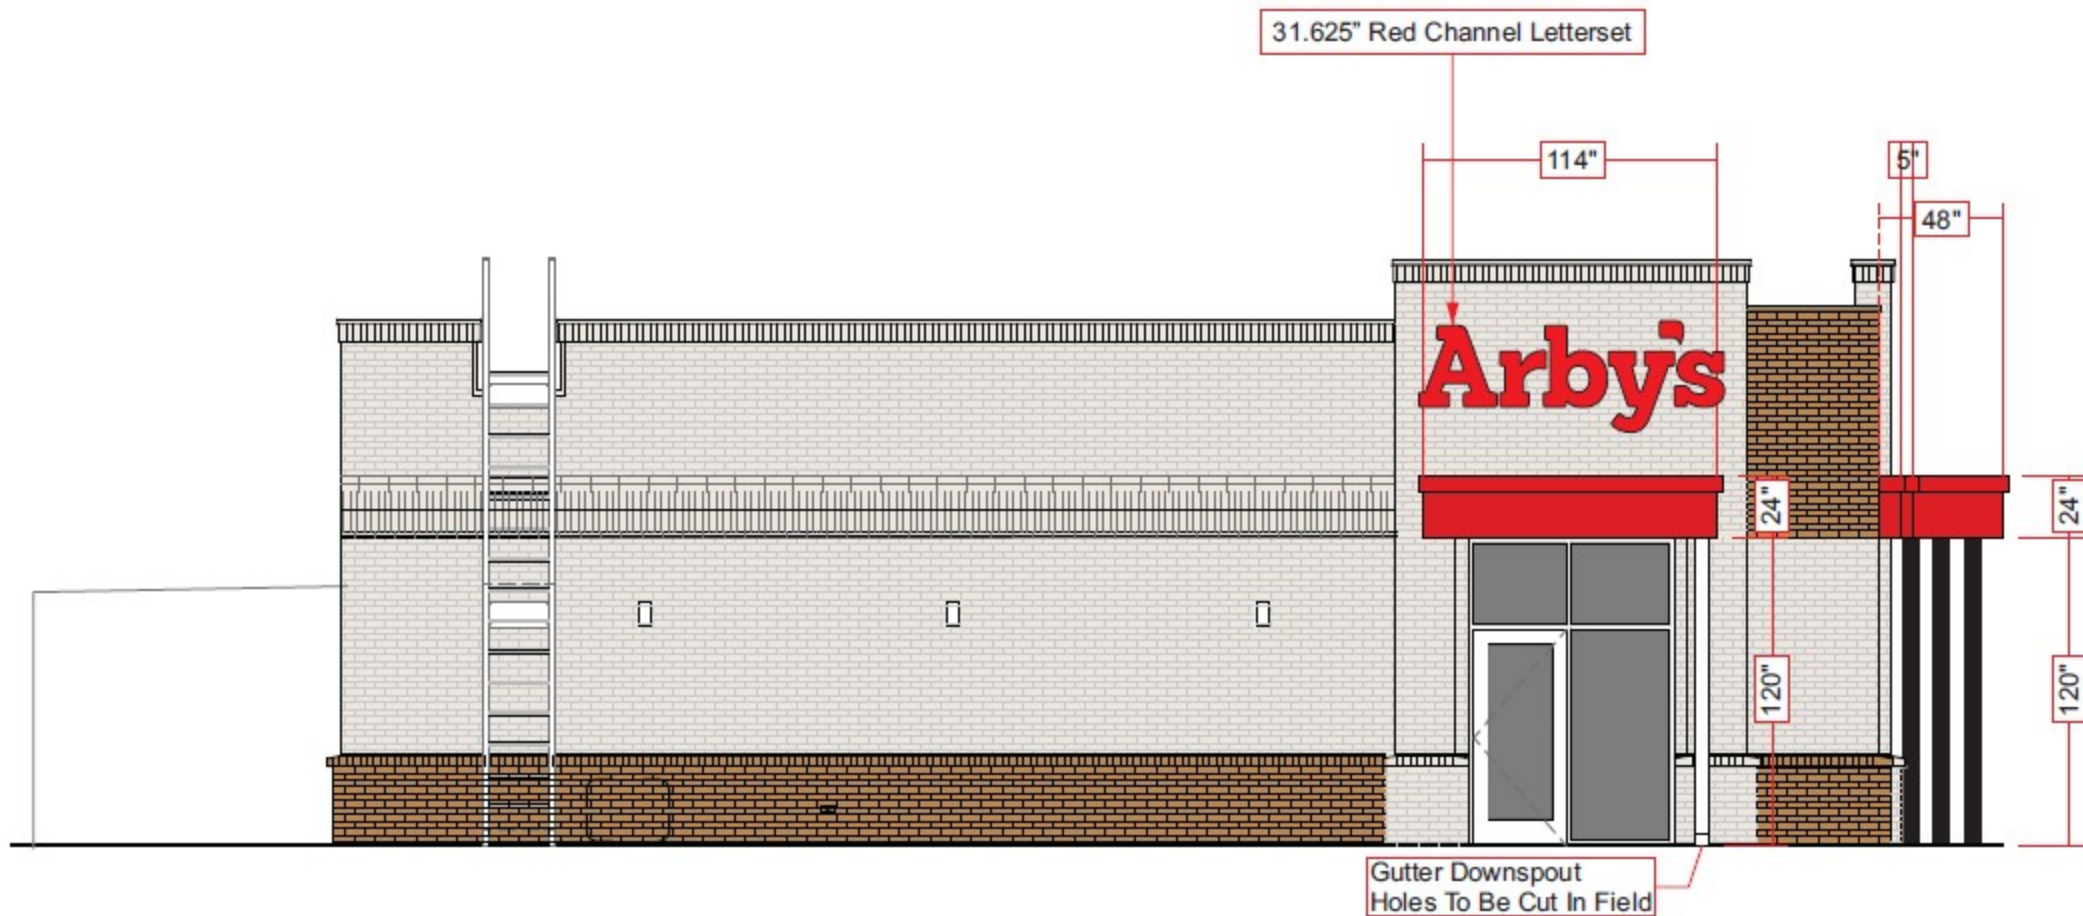 31.625" Red Channel Letterset
114"
5"
48"
Arby's
24"
24"
120"
120"
Gutter Downspout
Holes To Be Cut In Field